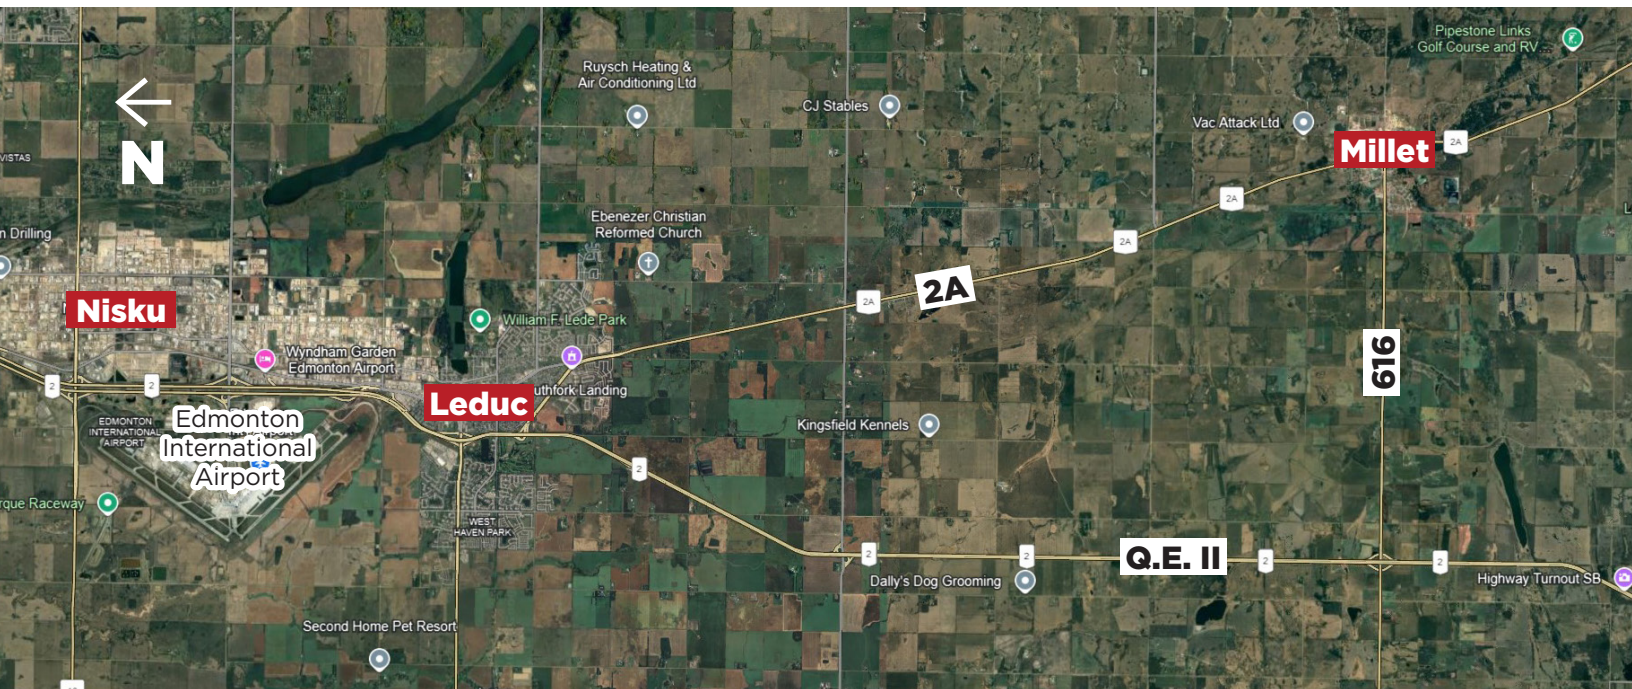 Pipestone Links
Golf Course and RV
Ruysch Heating &
Air Conditioning Ltd
CJ Stables
Vac Attack Ltd
2A
Millet
N
VISTAS
2A
Ebenezer Christian
Reformed Church
n Drilling
2A
2A
2A
Nisku
William F. Lede Park
Wyndham Garden
Edmonton Airport
616
2
2
Leduc
uthfork Landing
EDMONTON
INTERNATIONAL
AIRPORT
Edmonton
International
Airport
Kingsfield Kennels
2
rque Raceway
WEST
HAVEN PARK
2
2
Q.E. II
2
2
Dally's Dog Grooming
Highway Turnout SB
Second Home Pet Resort